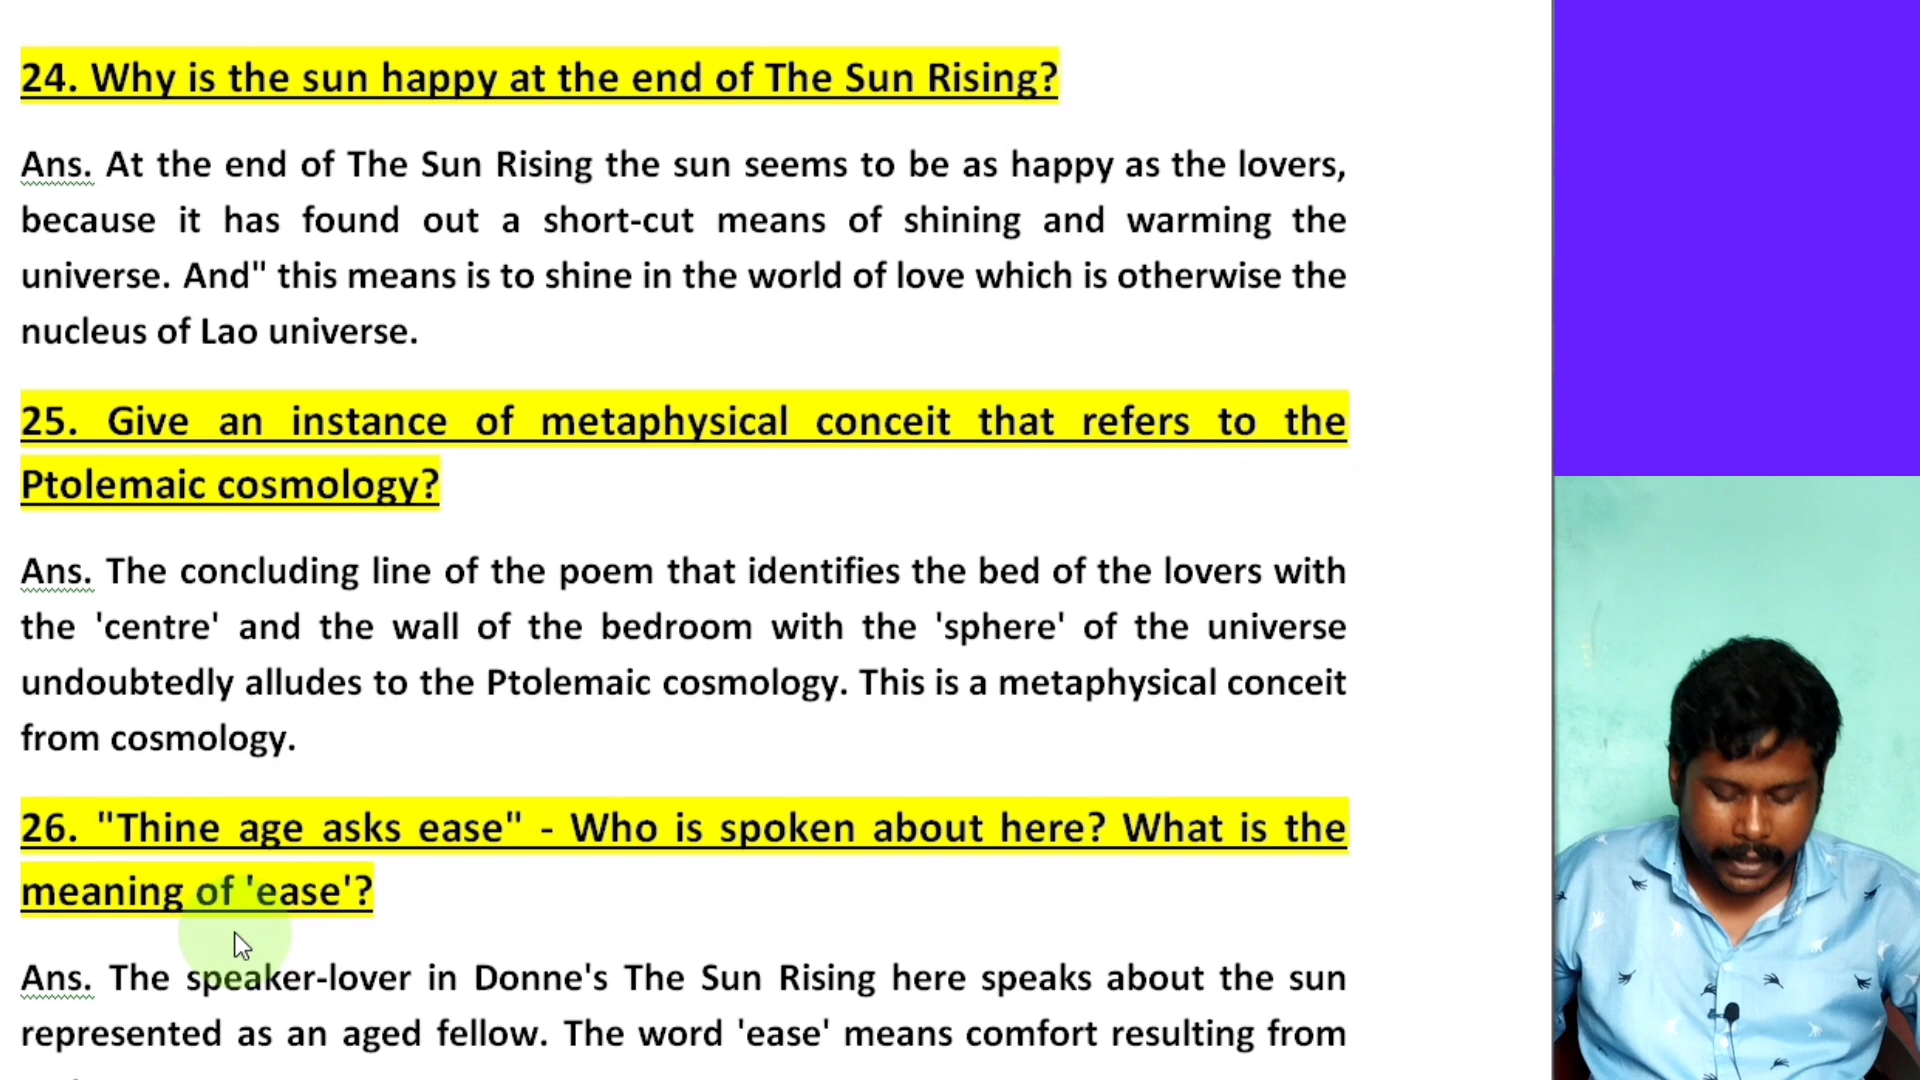 24. Why is the sun happy at the end of The Sun Rising?
Ans. At the end of The Sun Rising the sun seems to be as happy as the lovers,
because it has found out a short-cut means of shining and warming the
universe. And" this means is to shine in the world of love which is otherwise the
nucleus of Lao universe.
25. Give an instance of metaphysical conceit that refers to the
Ptolemaic cosmology?
Ans. The concluding line of the poem that identifies the bed of the lovers with
the 'centre' and the wall of the bedroom with the 'sphere' of the universe
undoubtedly alludes to the Ptolemaic cosmology. This is a metaphysical conceit
from cosmology.
26. "Thine age asks ease" - Who is spoken about here? What is the
meaning of 'ease'?
Ans. The speaker-lover in Donne's The Sun Rising here speaks about the sun
represented as an aged fellow. The word 'ease' means comfort resulting from